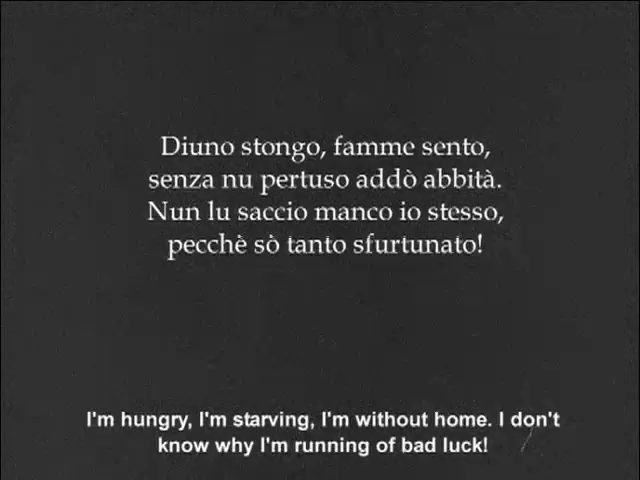 Diuno stongo, famme sento,
senza nu pertuso addò abbità.
Nun lu saccio manco io stesso,
pecchè sò tanto sfurtunato!
I'm hungry, I'm starving, I'm without home. I don't
know why I'm running of bad luck!